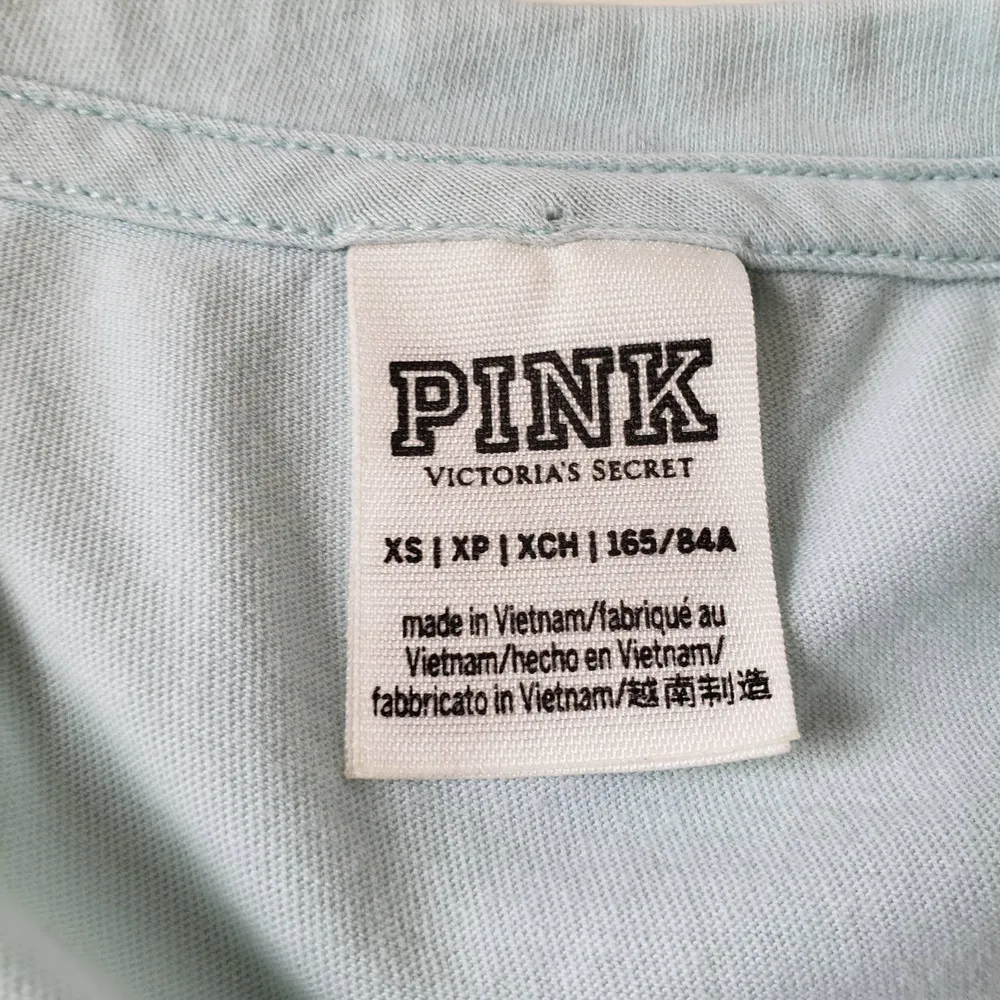 PINK
VICTORIA'S SECRET
XS | XP | XCH | 165/84A
made in Vietnam/fabriqué au
Vietnam/hecho en Vietnam/
fabbricato in Vietnam/越南制造